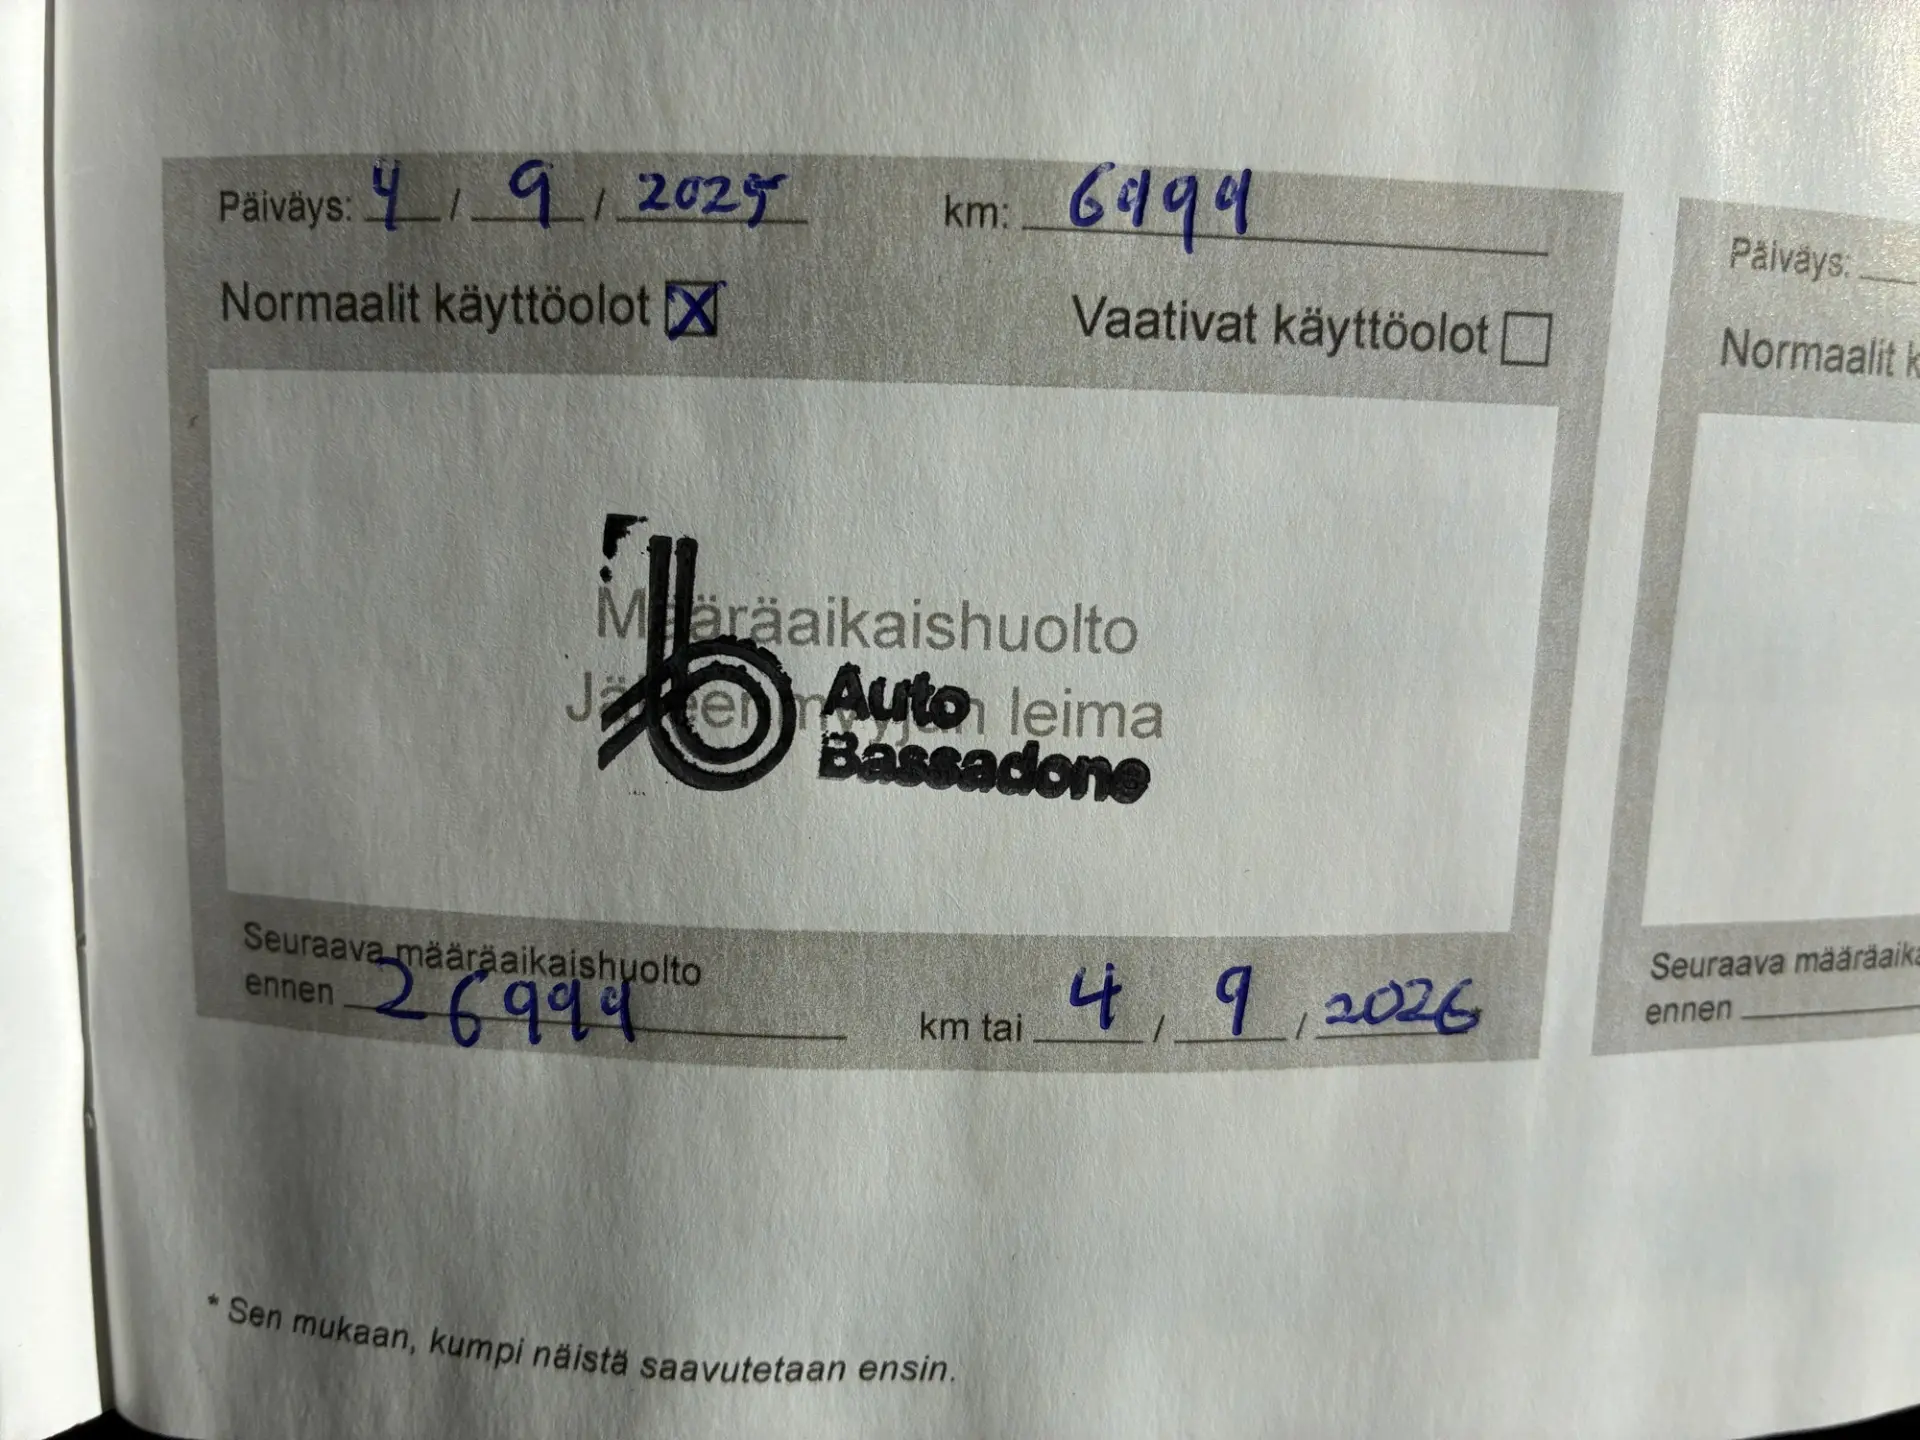 Päiväys: 4 / 9 / 2025 km: 6999
Normaalit käyttöolot X Vaativat käyttöolot
Määräaikaishuolto
Jälleenmyyjän leima
Auto
Bassadone
Seuraava määräaikaishuolto
ennen 26999 km tai 4 / 9 / 2026
* Sen mukaan, kumpi näistä saavutetaan ensin.
Päiväys:
Normaalit
Seuraava
ennen